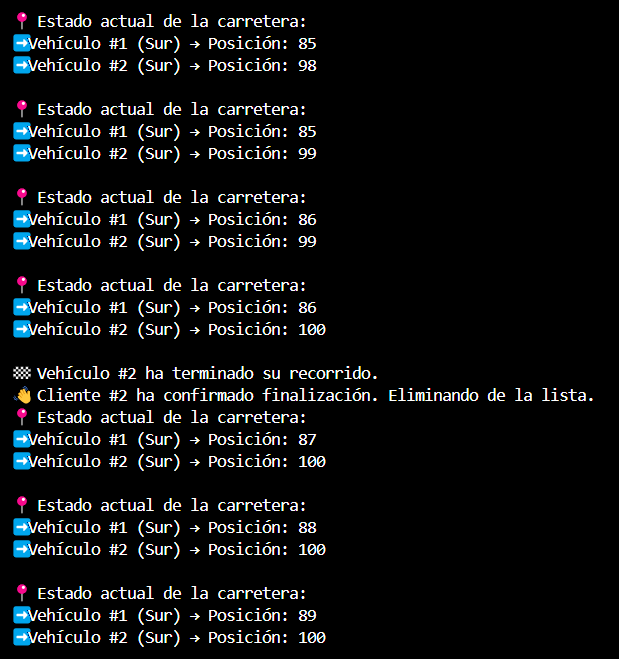 📍 Estado actual de la carretera:
➡️Vehículo #1 (Sur) → Posición: 85
➡️Vehículo #2 (Sur) → Posición: 98
📍 Estado actual de la carretera:
➡️Vehículo #1 (Sur) → Posición: 85
➡️Vehículo #2 (Sur) → Posición: 99
📍 Estado actual de la carretera:
➡️Vehículo #1 (Sur) → Posición: 86
➡️Vehículo #2 (Sur) → Posición: 99
📍 Estado actual de la carretera:
➡️Vehículo #1 (Sur) → Posición: 86
➡️Vehículo #2 (Sur) → Posición: 100
🏁 Vehículo #2 ha terminado su recorrido.
👋 Cliente #2 ha confirmado finalización. Eliminando de la lista.
📍 Estado actual de la carretera:
➡️Vehículo #1 (Sur) → Posición: 87
➡️Vehículo #2 (Sur) → Posición: 100
📍 Estado actual de la carretera:
➡️Vehículo #1 (Sur) → Posición: 88
➡️Vehículo #2 (Sur) → Posición: 100
📍 Estado actual de la carretera:
➡️Vehículo #1 (Sur) → Posición: 89
➡️Vehículo #2 (Sur) → Posición: 100